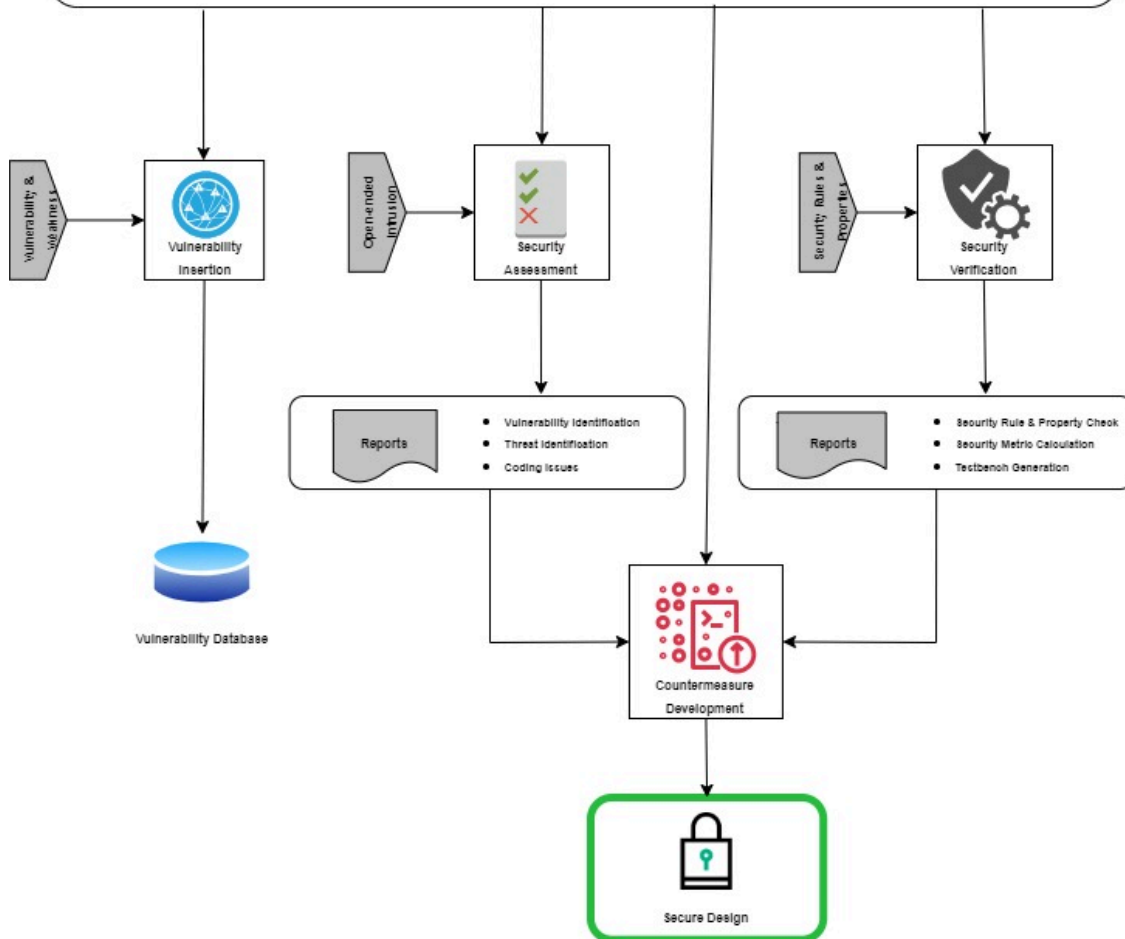 Vulnerability &
Weakness
Vulnerability
Insertion
Open-ended
Intrusion
Security
Assessment
Security Rules &
Properties
Security
Verification
Reports
● Vulnerability Identification
● Threat Identification
● Coding Issues
Reports
● Security Rule & Property Check
● Security Metric Calculation
● Testbench Generation
Vulnerability Database
>_
Countermeasure
Development
Secure Design